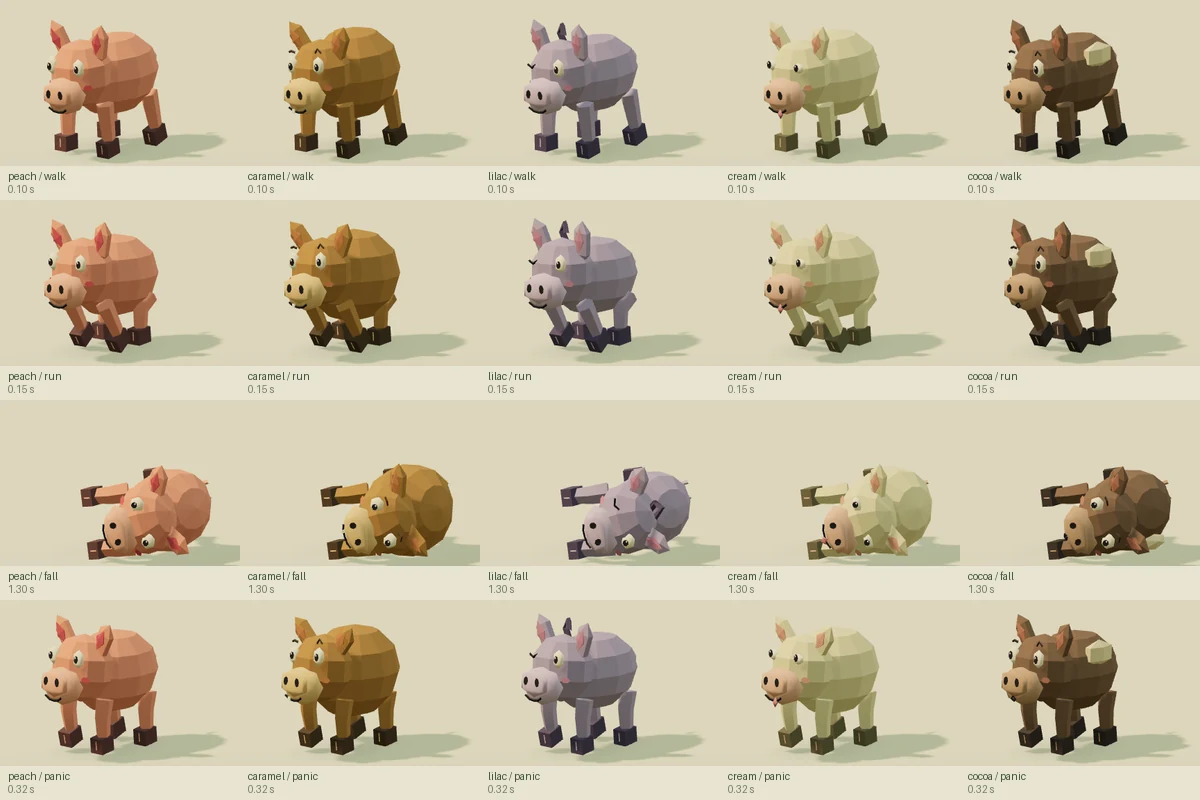 peach / walk
0.10 s
caramel / walk
0.10 s
lilac / walk
0.10 s
cream / walk
0.10 s
cocoa / walk
0.10 s
peach / run
0.15 s
caramel / run
0.15 s
lilac / run
0.15 s
cream / run
0.15 s
cocoa / run
0.15 s
peach / fall
1.30 s
caramel / fall
1.30 s
lilac / fall
1.30 s
cream / fall
1.30 s
cocoa / fall
1.30 s
peach / panic
0.32 s
caramel / panic
0.32 s
lilac / panic
0.32 s
cream / panic
0.32 s
cocoa / panic
0.32 s